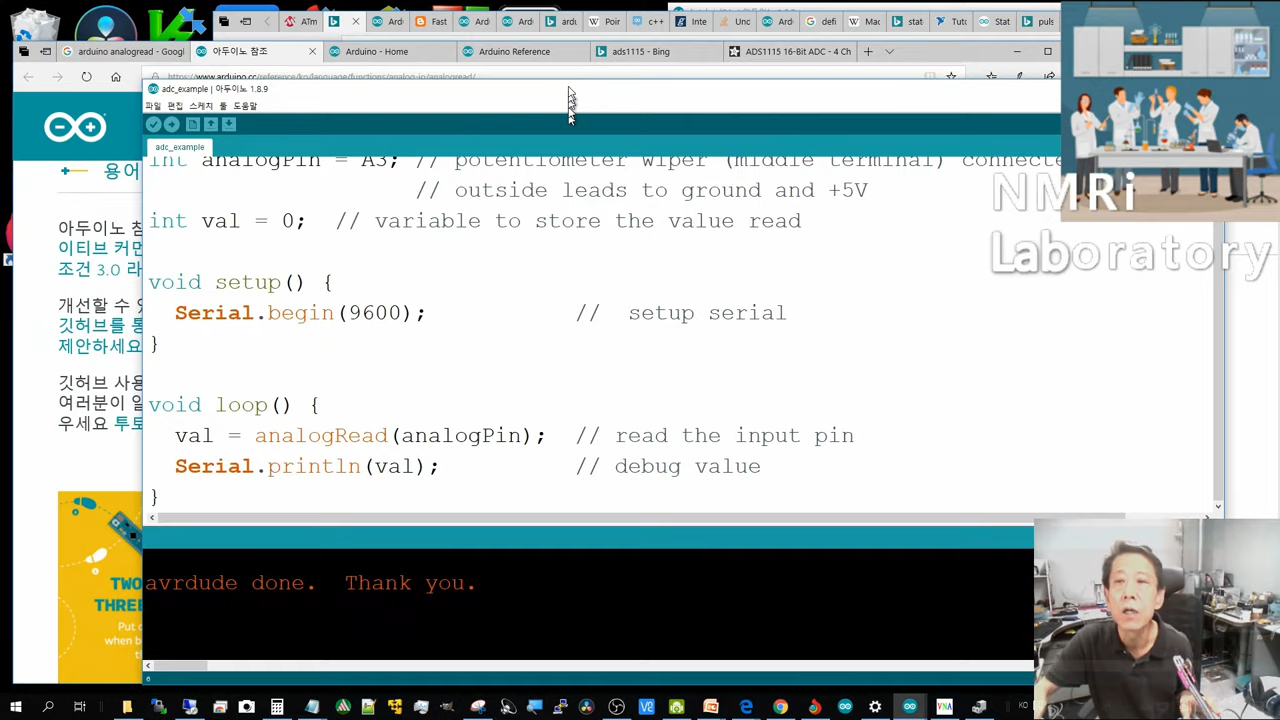 ATm
Ard
Fast
Ard
Ard
ardu
Poir
c++
Inte
Unc
Ard
defi
Ma
stat
Tut
Stat
puls
arduino analogread - Googl
아두이노 참조
Arduino - Home
Arduino Reference
ads1115 - Bing
ADS1115 16-Bit ADC - 4 Ch
https://www.arduino.cc/reference/ko/language/functions/analog-io/analogread/
adc_example | 아두이노 1.8.9
파일 편집 스케치 툴 도움말
adc_example
int analogPin = A3; // potentiometer wiper (middle terminal) connecte
// outside leads to ground and +5V
int val = 0; // variable to store the value read
void setup() {
Serial.begin(9600); // setup serial
}
void loop() {
val = analogRead(analogPin); // read the input pin
Serial.println(val); // debug value
}
avrdude done. Thank you.
6
용어
아두이노 참
이티브 커먼
조건 3.0 라
개선할 수 있
깃허브를 통
제안하세요
깃허브 사용
여러분이 일
우세요 투토
TWO
THREE
Put
when b
NMRi
Laboratory
VNA